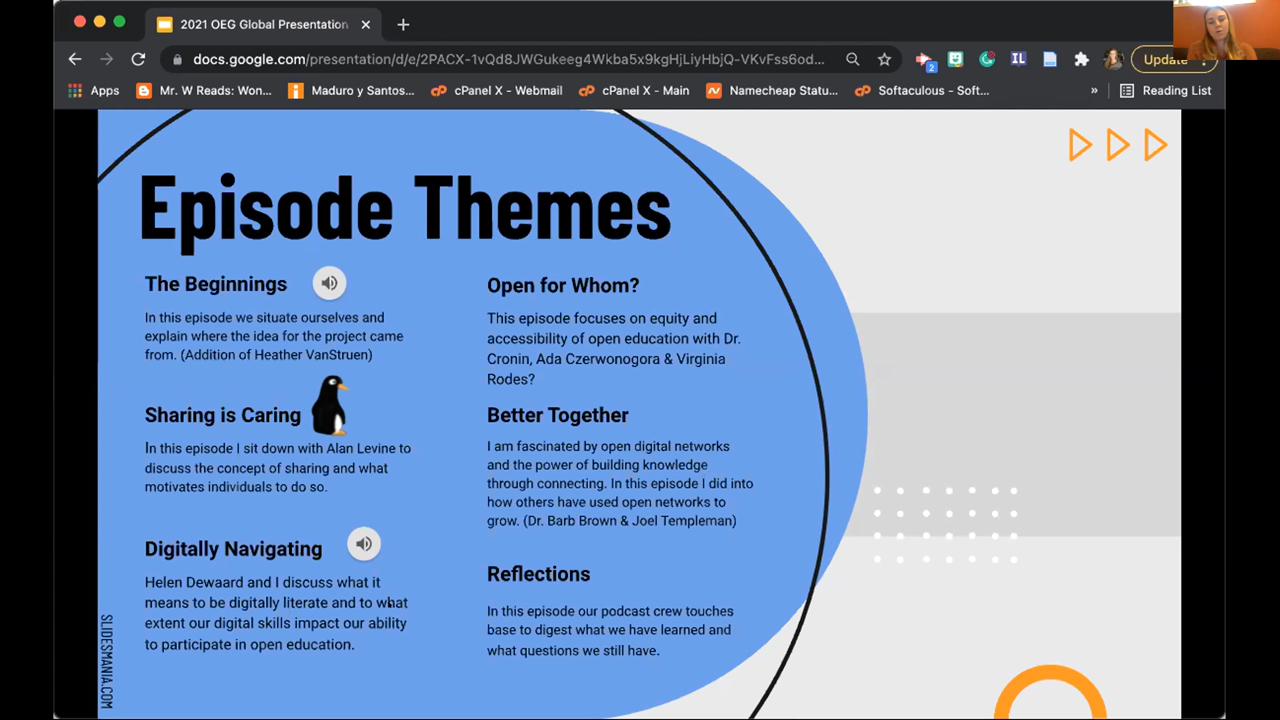 2021 OEG Global Presentation
docs.google.com/presentation/d/e/2PACX-1vQd8JWGukeeg4Wkba5x9kgHjLiyHbjQ-VKvFss6od...
2
Update
Apps
Mr. W Reads: Won...
Maduro y Santos...
cPanel X - Webmail
cPanel X - Main
Namecheap Statu...
Softaculous - Soft...
»
Reading List
Episode Themes
The Beginnings
In this episode we situate ourselves and
explain where the idea for the project came
from. (Addition of Heather VanStruen)
Sharing is Caring
In this episode I sit down with Alan Levine to
discuss the concept of sharing and what
motivates individuals to do so.
Digitally Navigating
Helen Dewaard and I discuss what it
means to be digitally literate and to what
extent our digital skills impact our ability
to participate in open education.
Open for Whom?
This episode focuses on equity and
accessibility of open education with Dr.
Cronin, Ada Czerwonogora & Virginia
Rodes?
Better Together
I am fascinated by open digital networks
and the power of building knowledge
through connecting. In this episode I did into
how others have used open networks to
grow. (Dr. Barb Brown & Joel Templeman)
Reflections
In this episode our podcast crew touches
base to digest what we have learned and
what questions we still have.
SLIDESMANIA.COM